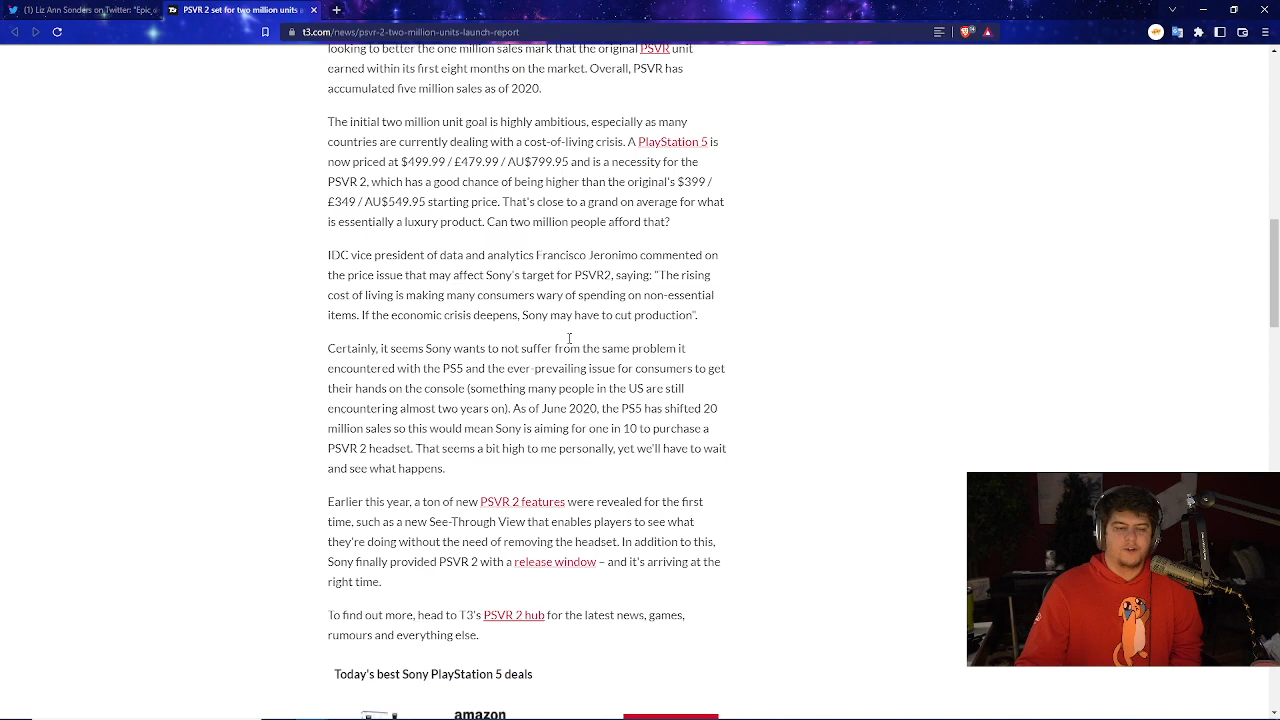 (1) Liz Ann Sonders on Twitter: "Epic
PSVR 2 set for two million units
t3.com/news/psvr-2-two-million-units-launch-report
looking to better the one million sales mark that the original PSVR unit
earned within its first eight months on the market. Overall, PSVR has
accumulated five million sales as of 2020.
The initial two million unit goal is highly ambitious, especially as many
countries are currently dealing with a cost-of-living crisis. A PlayStation 5 is
now priced at $499.99 / £479.99 / AU$799.95 and is a necessity for the
PSVR 2, which has a good chance of being higher than the original's $399 /
£349 / AU$549.95 starting price. That's close to a grand on average for what
is essentially a luxury product. Can two million people afford that?
IDC vice president of data and analytics Francisco Jeronimo commented on
the price issue that may affect Sony's target for PSVR2, saying: "The rising
cost of living is making many consumers wary of spending on non-essential
items. If the economic crisis deepens, Sony may have to cut production".
Certainly, it seems Sony wants to not suffer from the same problem it
encountered with the PS5 and the ever-prevailing issue for consumers to get
their hands on the console (something many people in the US are still
encountering almost two years on). As of June 2020, the PS5 has shifted 20
million sales so this would mean Sony is aiming for one in 10 to purchase a
PSVR 2 headset. That seems a bit high to me personally, yet we'll have to wait
and see what happens.
Earlier this year, a ton of new PSVR 2 features were revealed for the first
time, such as a new See-Through View that enables players to see what
they're doing without the need of removing the headset. In addition to this,
Sony finally provided PSVR 2 with a release window – and it's arriving at the
right time.
To find out more, head to T3's PSVR 2 hub for the latest news, games,
rumours and everything else.
Today's best Sony PlayStation 5 deals
amazon